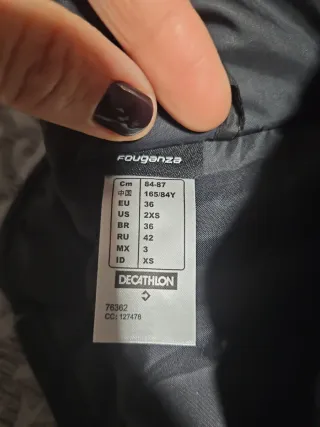 FOUGANZA
Cm 84-87
中国 165/84Y
EU 36
US 2XS
BR 36
RU 42
MX 3
ID XS
DECATHLON
76362
CC: 127476